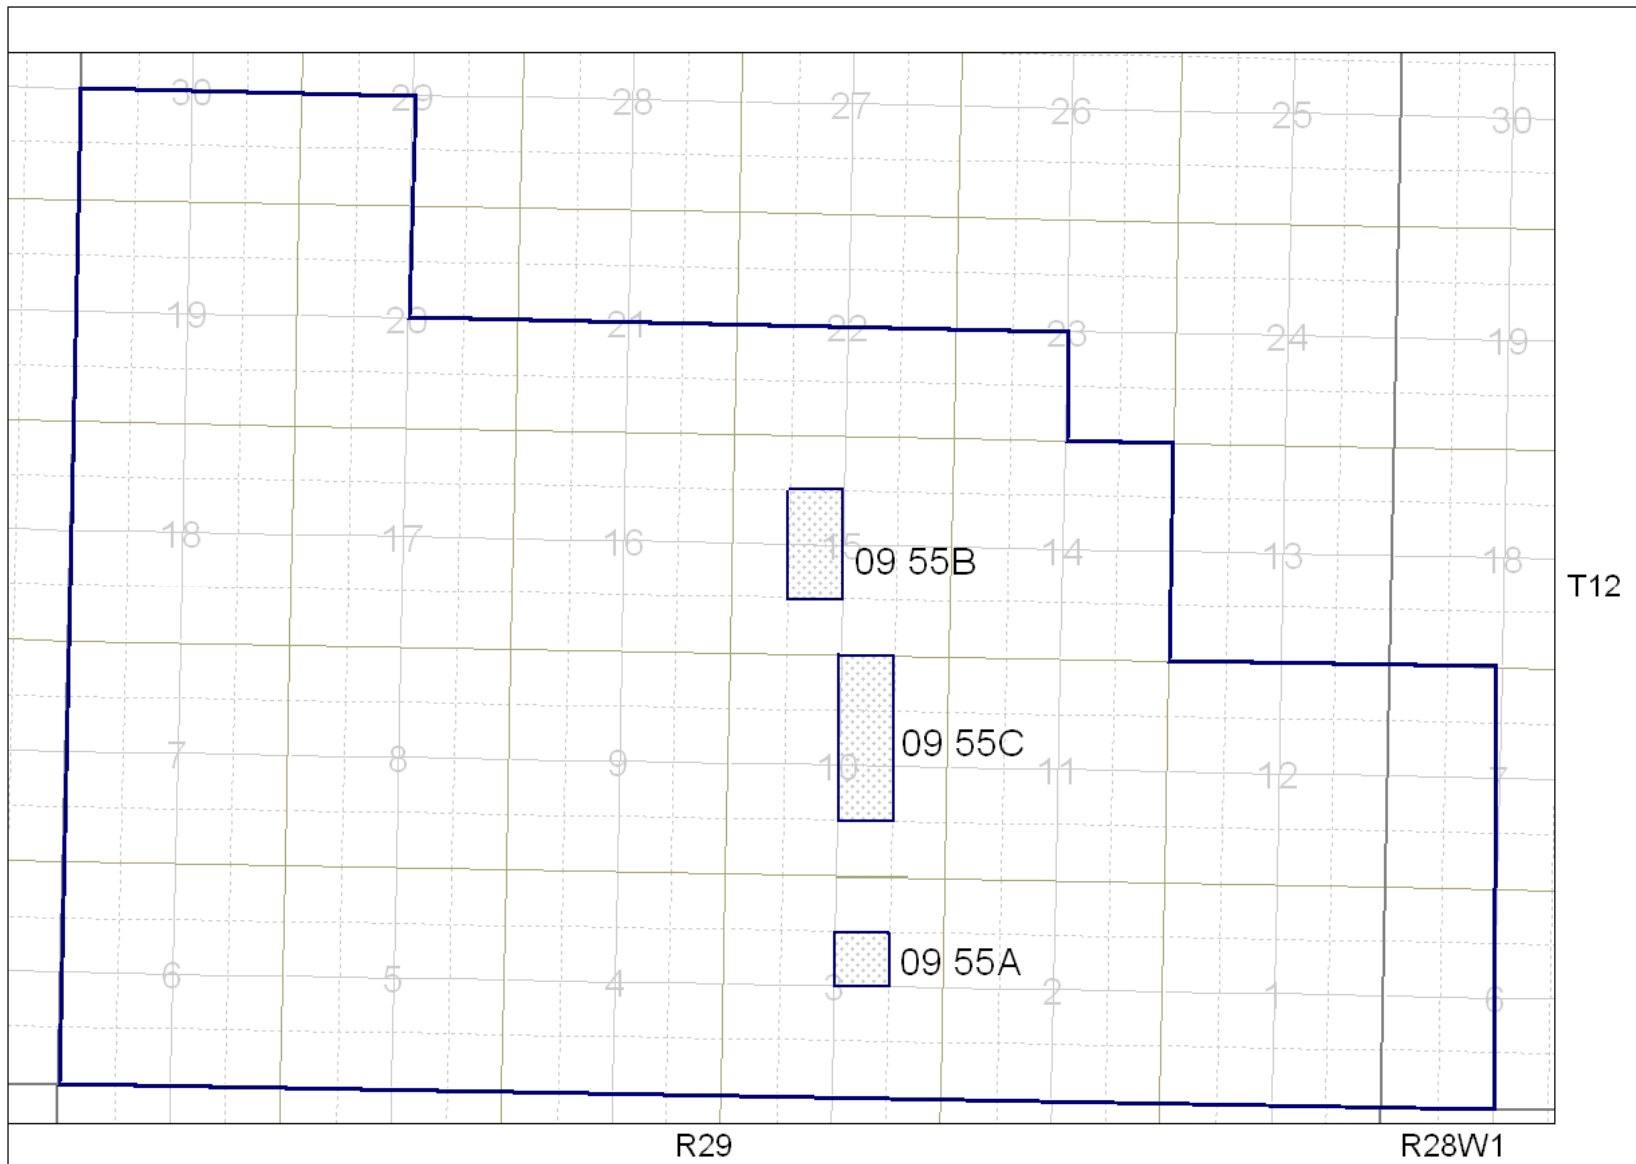 30 29 28 27 26 25 30
19 20 21 22 23 24 19
18 17 16 15 14 13 18
09 55B
T12
7 8 9 10 11 12 7
09 55C
6 5 4 3 2 1 6
09 55A
R29 R28W1